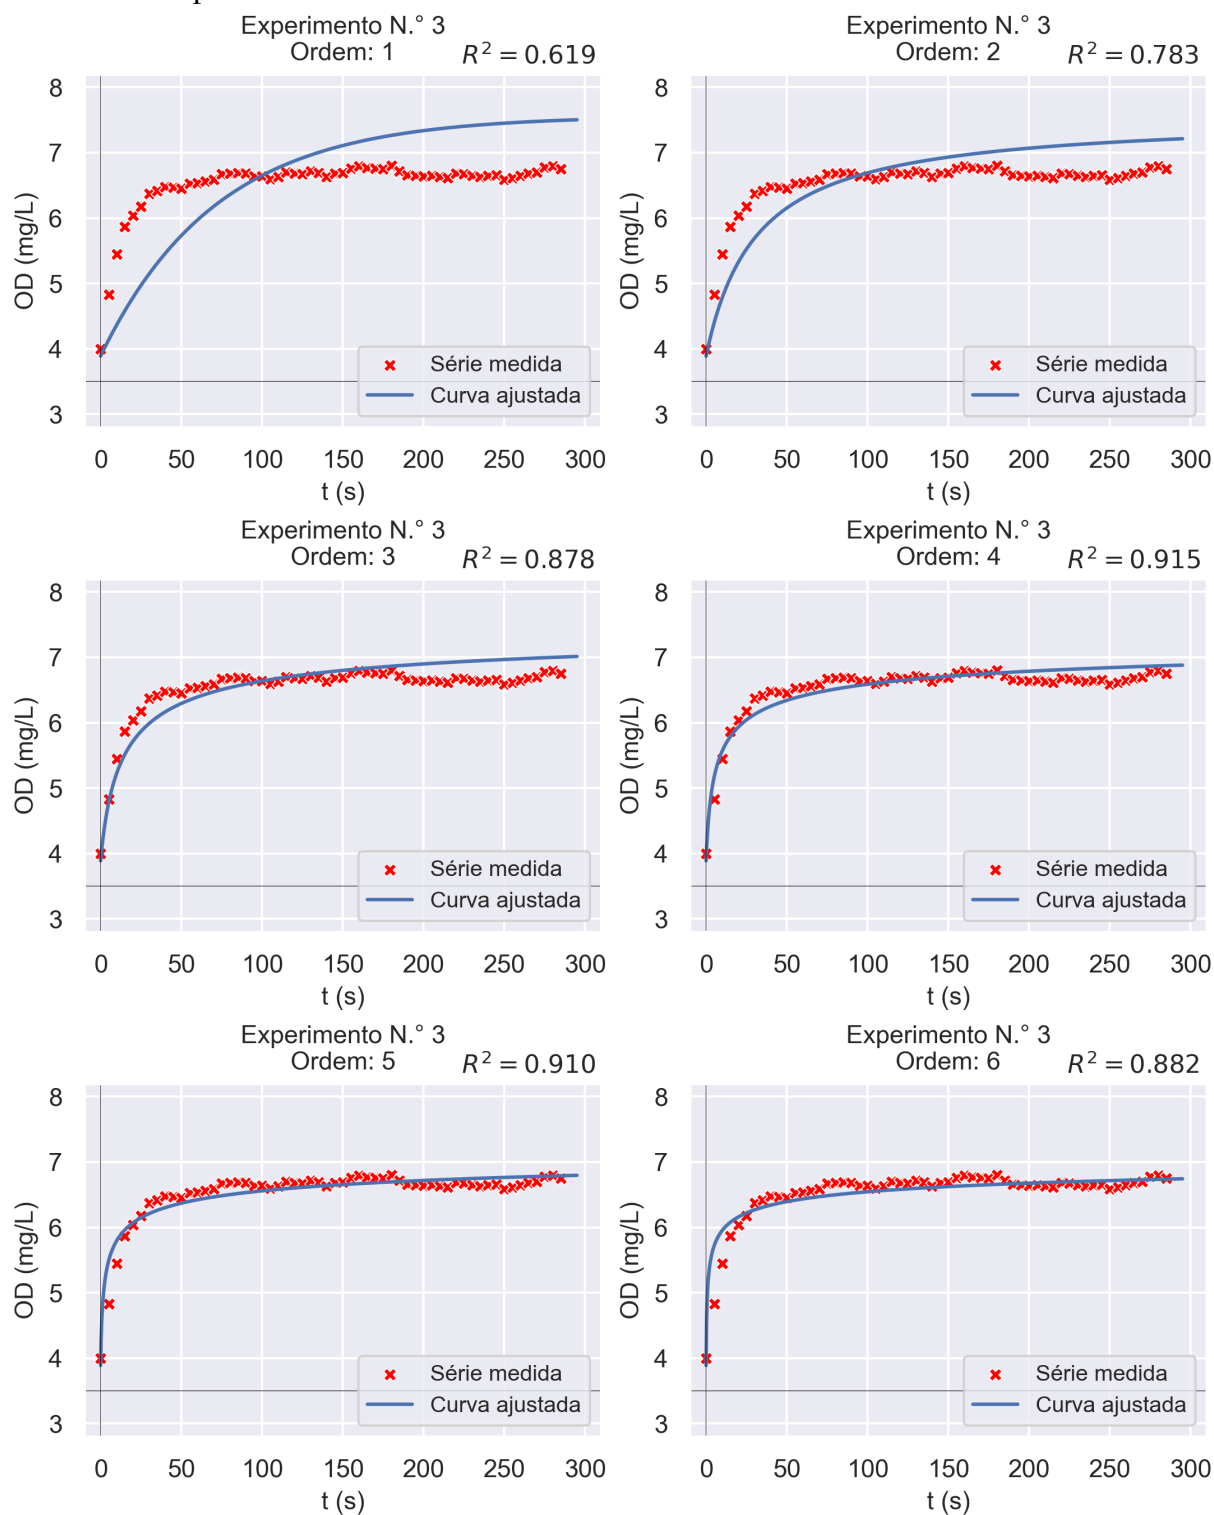 Experimento N.° 3
Ordem: 1
R² = 0.619
OD (mg/L)
8
7
6
5
4
3
Série medida
Curva ajustada
0 50 100 150 200 250 300
t (s)
Experimento N.° 3
Ordem: 2
R² = 0.783
OD (mg/L)
8
7
6
5
4
3
Série medida
Curva ajustada
0 50 100 150 200 250 300
t (s)
Experimento N.° 3
Ordem: 3
R² = 0.878
OD (mg/L)
8
7
6
5
4
3
Série medida
Curva ajustada
0 50 100 150 200 250 300
t (s)
Experimento N.° 3
Ordem: 4
R² = 0.915
OD (mg/L)
8
7
6
5
4
3
Série medida
Curva ajustada
0 50 100 150 200 250 300
t (s)
Experimento N.° 3
Ordem: 5
R² = 0.910
OD (mg/L)
8
7
6
5
4
3
Série medida
Curva ajustada
0 50 100 150 200 250 300
t (s)
Experimento N.° 3
Ordem: 6
R² = 0.882
OD (mg/L)
8
7
6
5
4
3
Série medida
Curva ajustada
0 50 100 150 200 250 300
t (s)